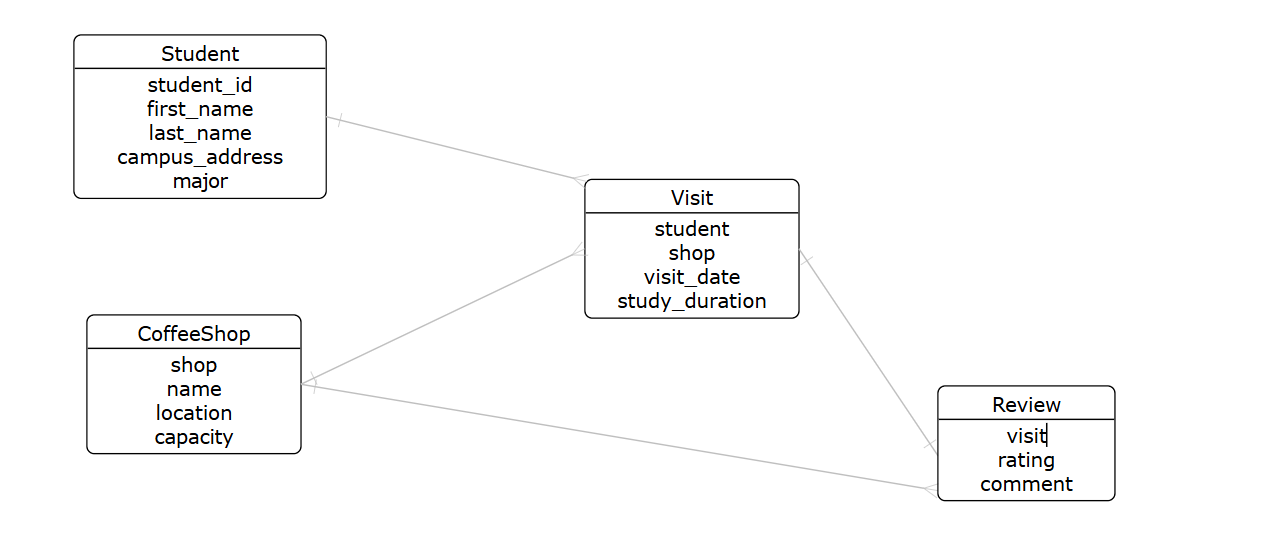 Student
student_id
first_name
last_name
campus_address
major
Visit
student
shop
visit_date
study_duration
CoffeeShop
shop
name
location
capacity
Review
visit
rating
comment